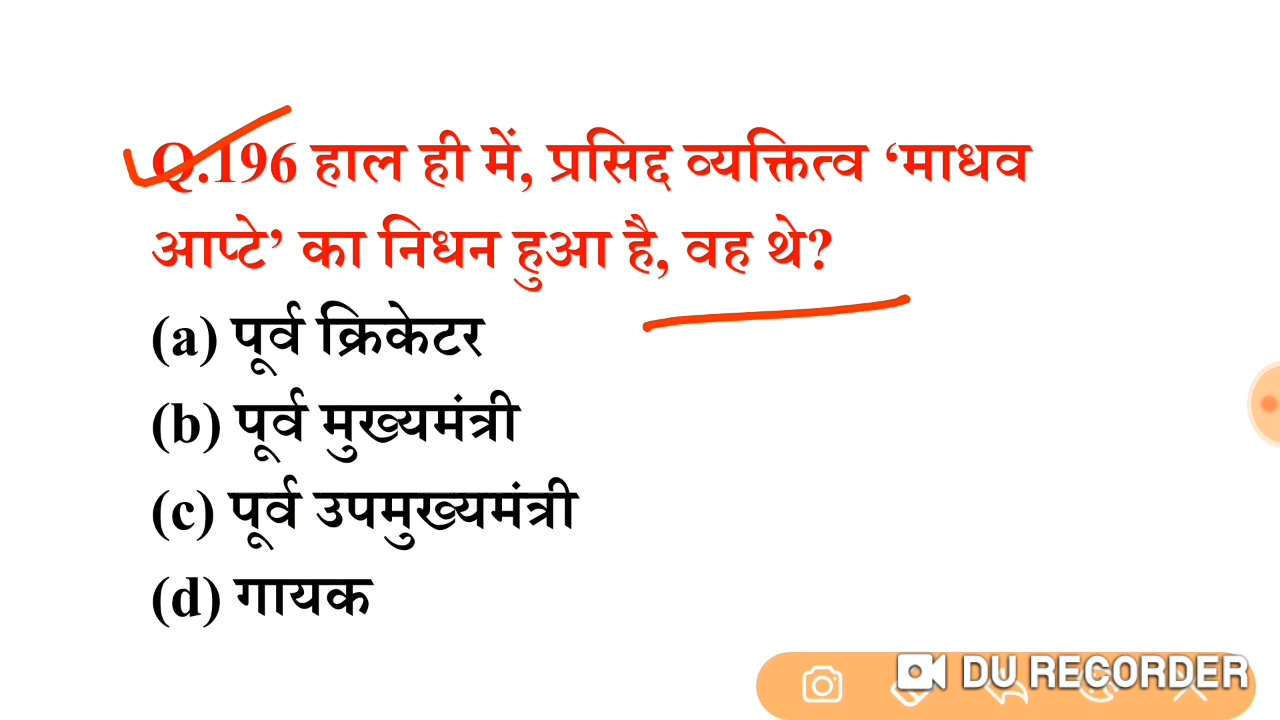 Q.196 हाल ही में, प्रसिद्द व्यक्तित्व ‘माधव
आप्टे’ का निधन हुआ है, वह थे?
(a) पूर्व क्रिकेटर
(b) पूर्व मुख्यमंत्री
(c) पूर्व उपमुख्यमंत्री
(d) गायक
DU RECORDER